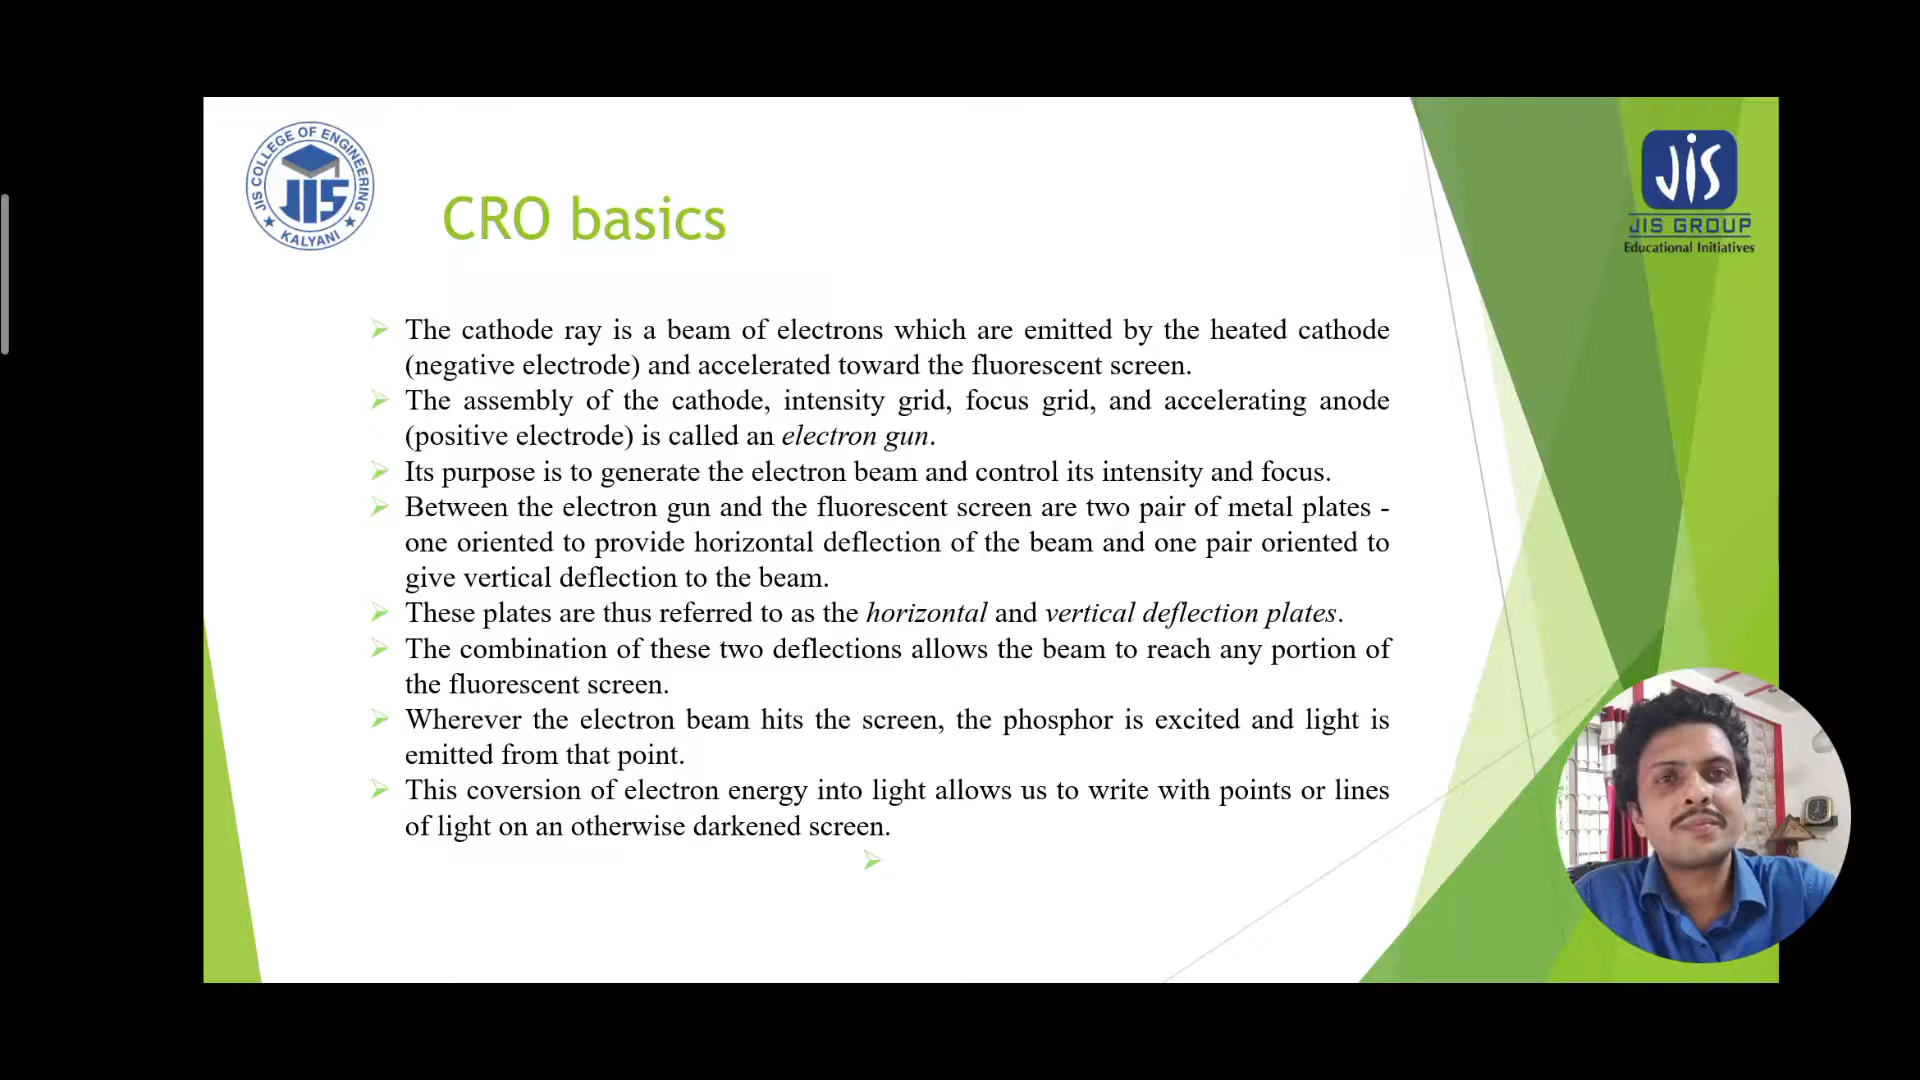 JIS COLLEGE OF ENGINEERING
JIS
KALYANI
JIS
JIS GROUP
Educational Initiatives
CRO basics
The cathode ray is a beam of electrons which are emitted by the heated cathode
(negative electrode) and accelerated toward the fluorescent screen.
The assembly of the cathode, intensity grid, focus grid, and accelerating anode
(positive electrode) is called an electron gun.
Its purpose is to generate the electron beam and control its intensity and focus.
Between the electron gun and the fluorescent screen are two pair of metal plates -
one oriented to provide horizontal deflection of the beam and one pair oriented to
give vertical deflection to the beam.
These plates are thus referred to as the horizontal and vertical deflection plates.
The combination of these two deflections allows the beam to reach any portion of
the fluorescent screen.
Wherever the electron beam hits the screen, the phosphor is excited and light is
emitted from that point.
This coversion of electron energy into light allows us to write with points or lines
of light on an otherwise darkened screen.